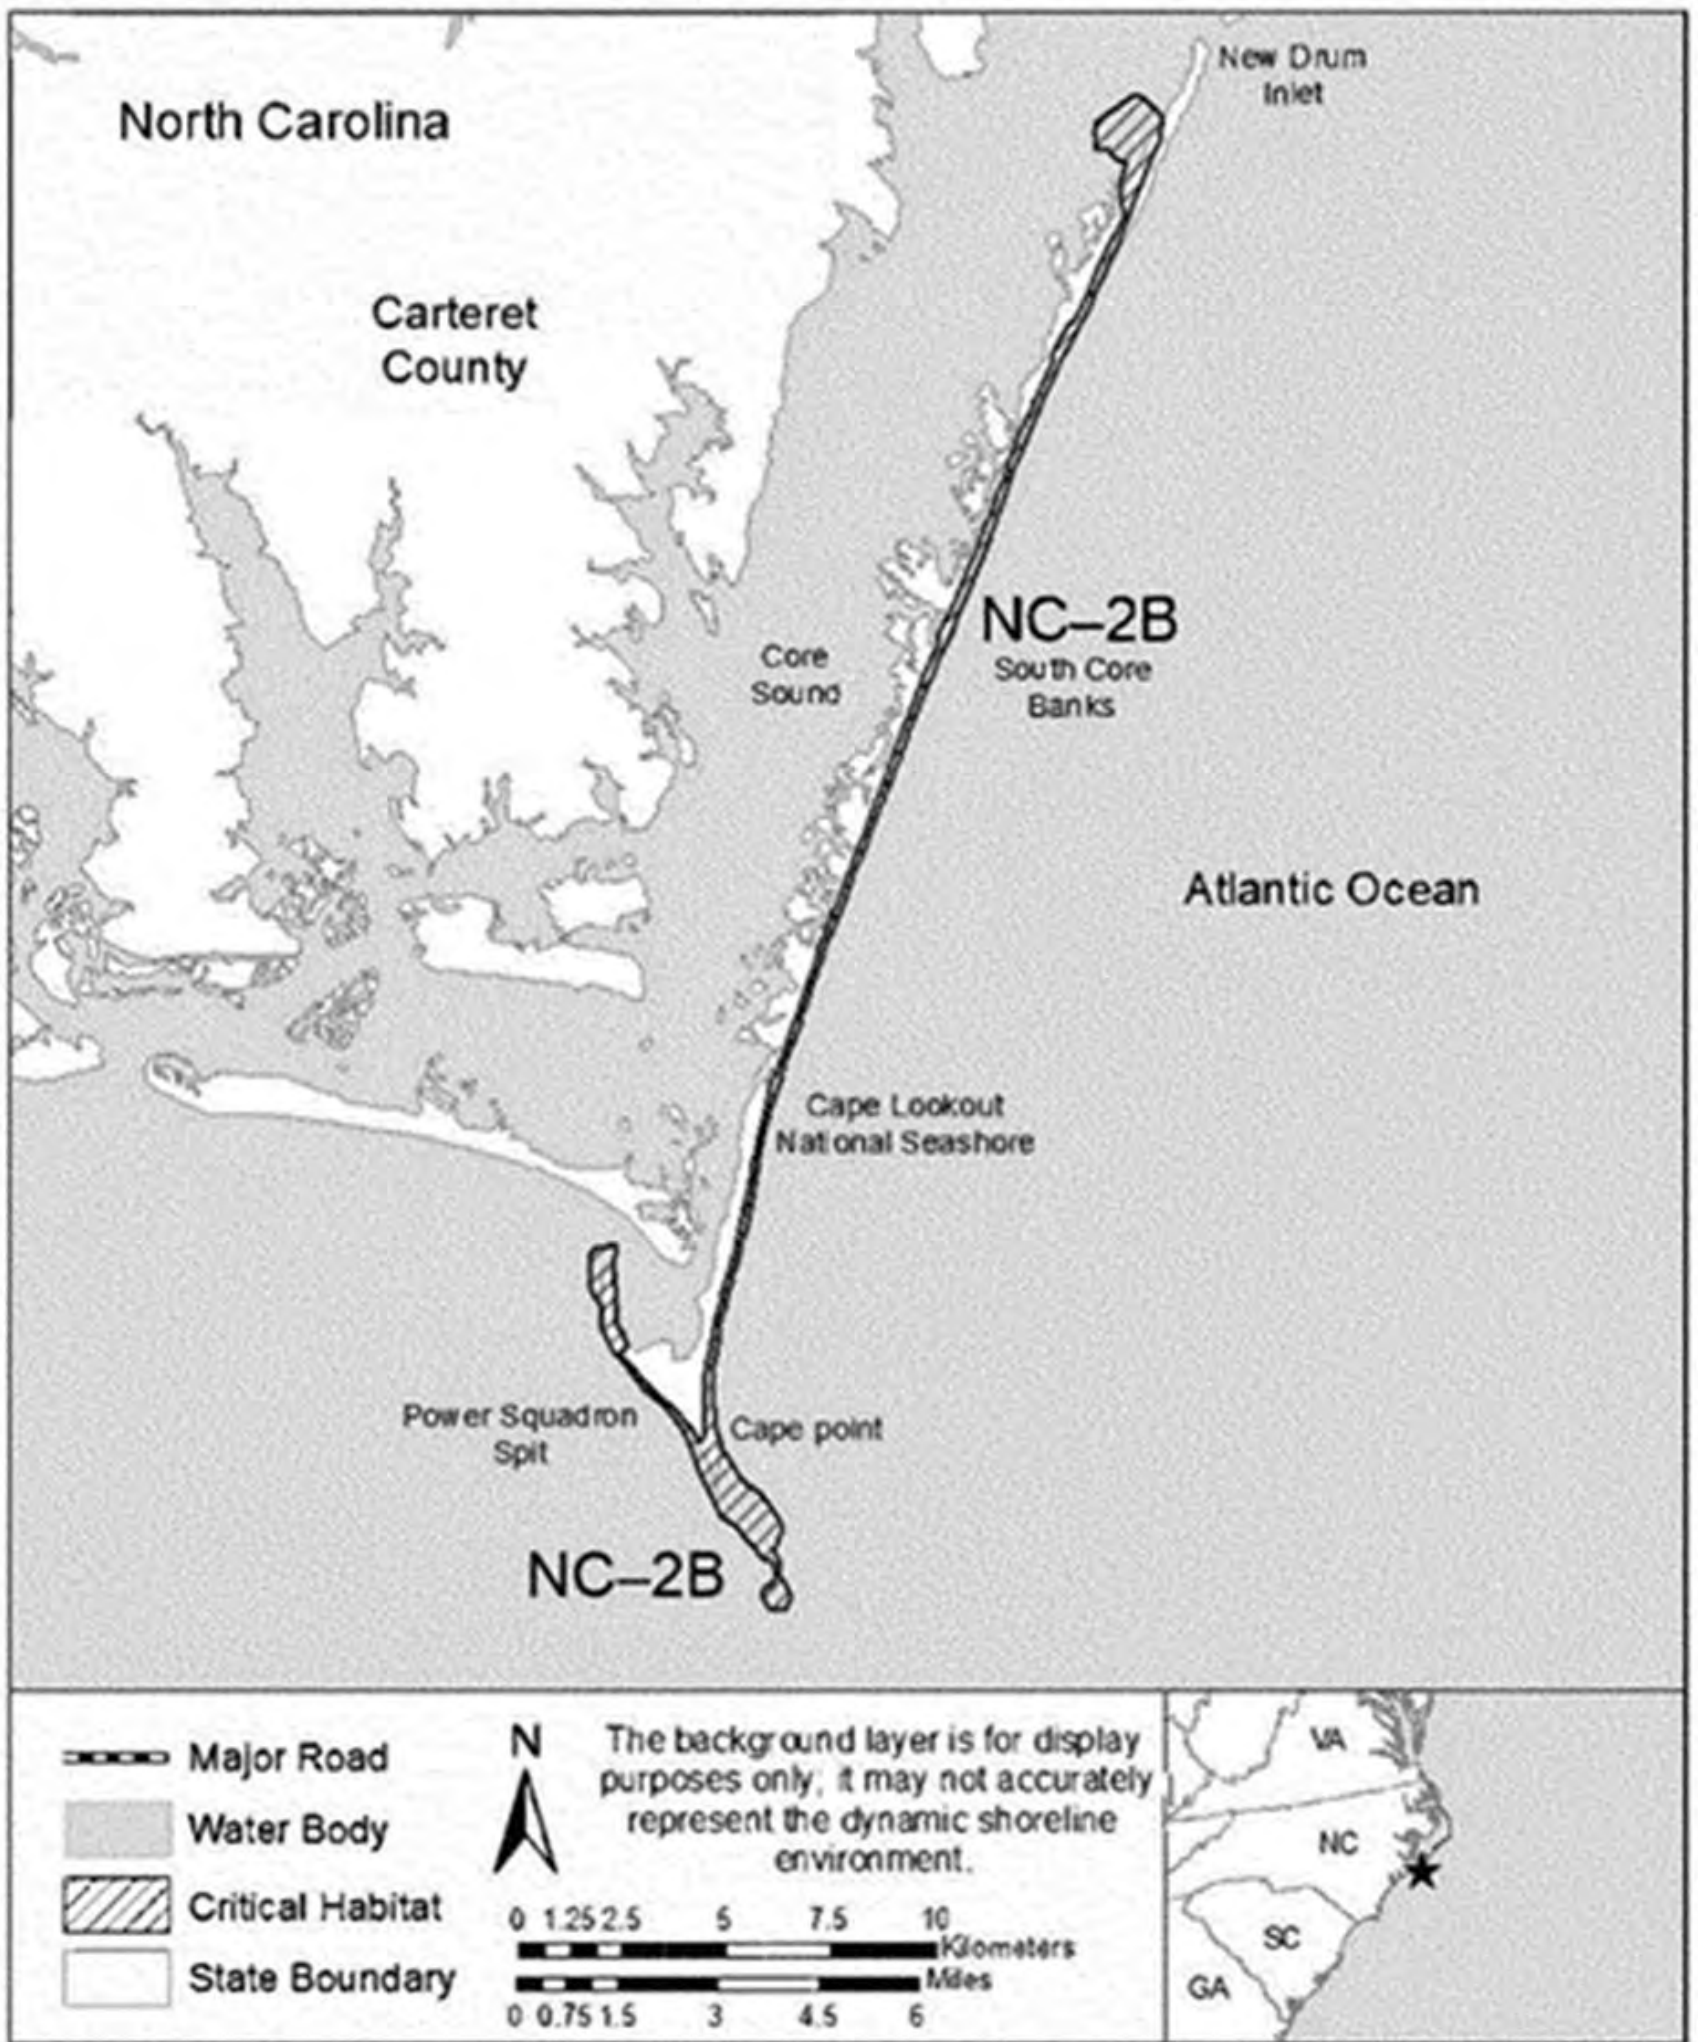 New Drum
Inlet
North Carolina
Carteret
County
NC–2B
South Core
Banks
Core
Sound
Atlantic Ocean
Cape Lookout
National Seashore
Power Squadron
Spit
Cape point
NC–2B
Major Road
Water Body
Critical Habitat
State Boundary
N
The background layer is for display
purposes only; it may not accurately
represent the dynamic shoreline
environment.
0 1.25 2.5 5 7.5 10
Kilometers
Miles
0 0.75 1.5 3 4.5 6
VA
NC
SC
GA